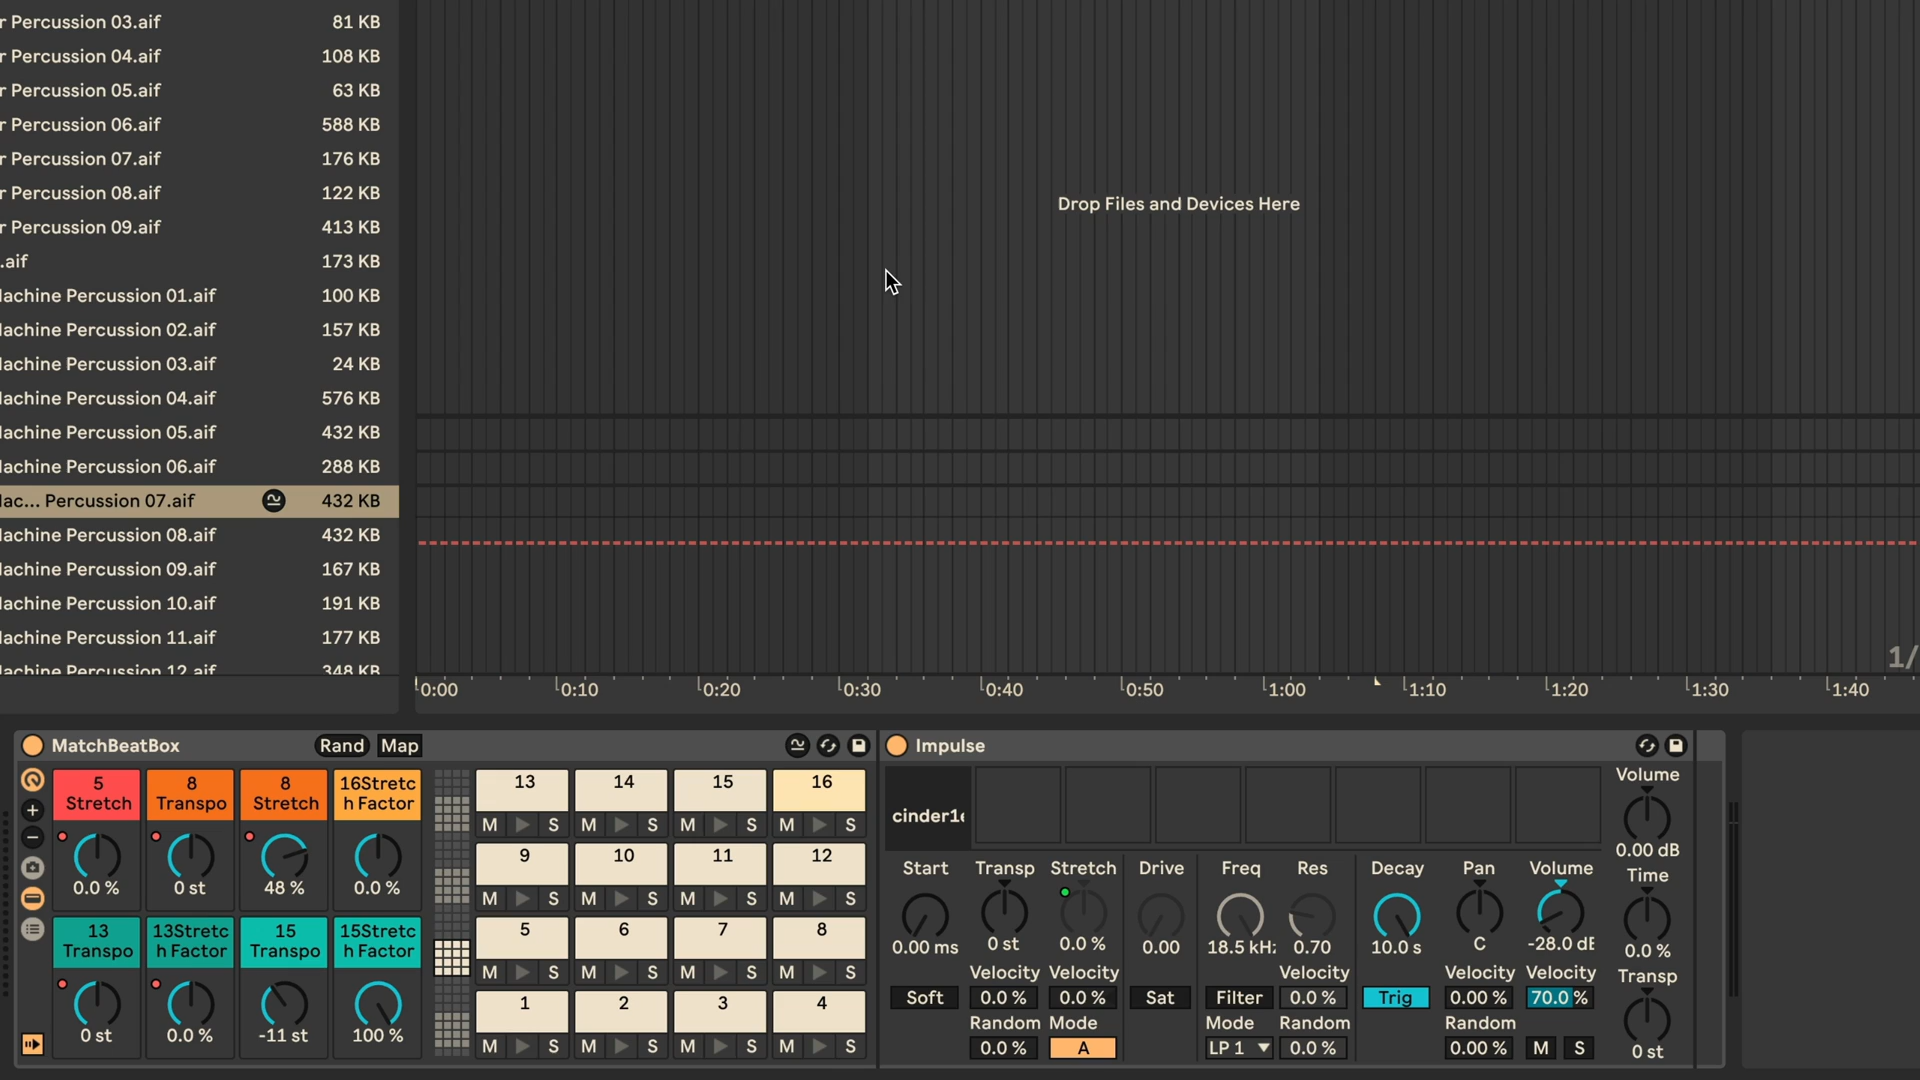 r Percussion 03.aif 81 KB
r Percussion 04.aif 108 KB
r Percussion 05.aif 63 KB
r Percussion 06.aif 588 KB
r Percussion 07.aif 176 KB
r Percussion 08.aif 122 KB
r Percussion 09.aif 413 KB
.aif 173 KB
lachine Percussion 01.aif 100 KB
lachine Percussion 02.aif 157 KB
lachine Percussion 03.aif 24 KB
lachine Percussion 04.aif 576 KB
lachine Percussion 05.aif 432 KB
lachine Percussion 06.aif 288 KB
lac... Percussion 07.aif 432 KB
lachine Percussion 08.aif 432 KB
lachine Percussion 09.aif 167 KB
lachine Percussion 10.aif 191 KB
lachine Percussion 11.aif 177 KB
lachine Percussion 12.aif 348 KB
Drop Files and Devices Here
1/
0:00 0:10 0:20 0:30 0:40 0:50 1:00 1:10 1:20 1:30 1:40
MatchBeatBox Rand Map
5 8 8 16Stretc
Stretch Transpo Stretch h Factor
0.0 % 0 st 48 % 0.0 %
13 13Stretc 15 15Stretc
Transpo h Factor Transpo h Factor
0 st 0.0 % -11 st 100 %
13 14 15 16
M S M S M S M S
9 10 11 12
M S M S M S M S
5 6 7 8
M S M S M S M S
1 2 3 4
M S M S M S M S
Impulse
cinder1
Start Transp Stretch Drive Freq Res Decay Pan Volume
0.00 ms 0 st 0.0 % 0.00 18.5 kH 0.70 10.0 s C -28.0 dE
Velocity Velocity Velocity Velocity Velocity
Soft 0.0 % 0.0 % Sat Filter 0.0 % Trig 0.00 % 70.0 %
Random Mode Mode Random Random
0.0 % A LP 1 0.0 % 0.00 % M S
Volume
0.00 dB
Time
0.0 %
Transp
0 st